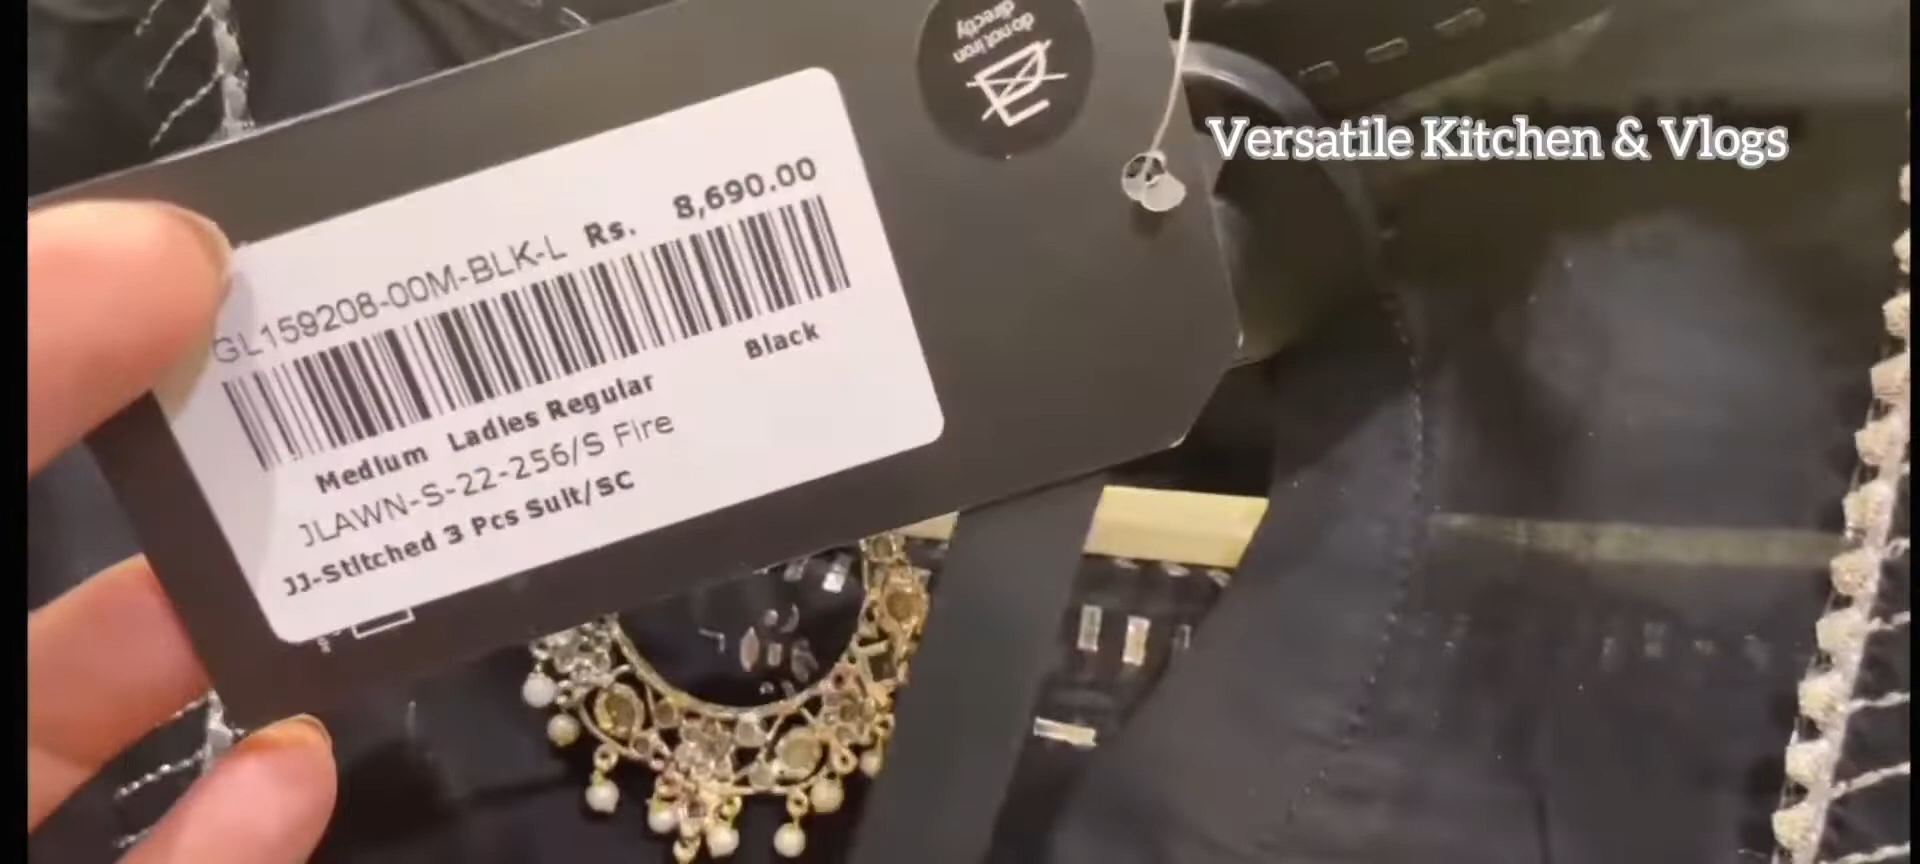 do not iron
directly
Versatile Kitchen & Vlogs
GL159208-00M-BLK-L Rs. 8,690.00
Medium Ladies Regular Black
JLAWN-S-22-256/S Fire
JJ-Stitched 3 Pcs Suit/SC